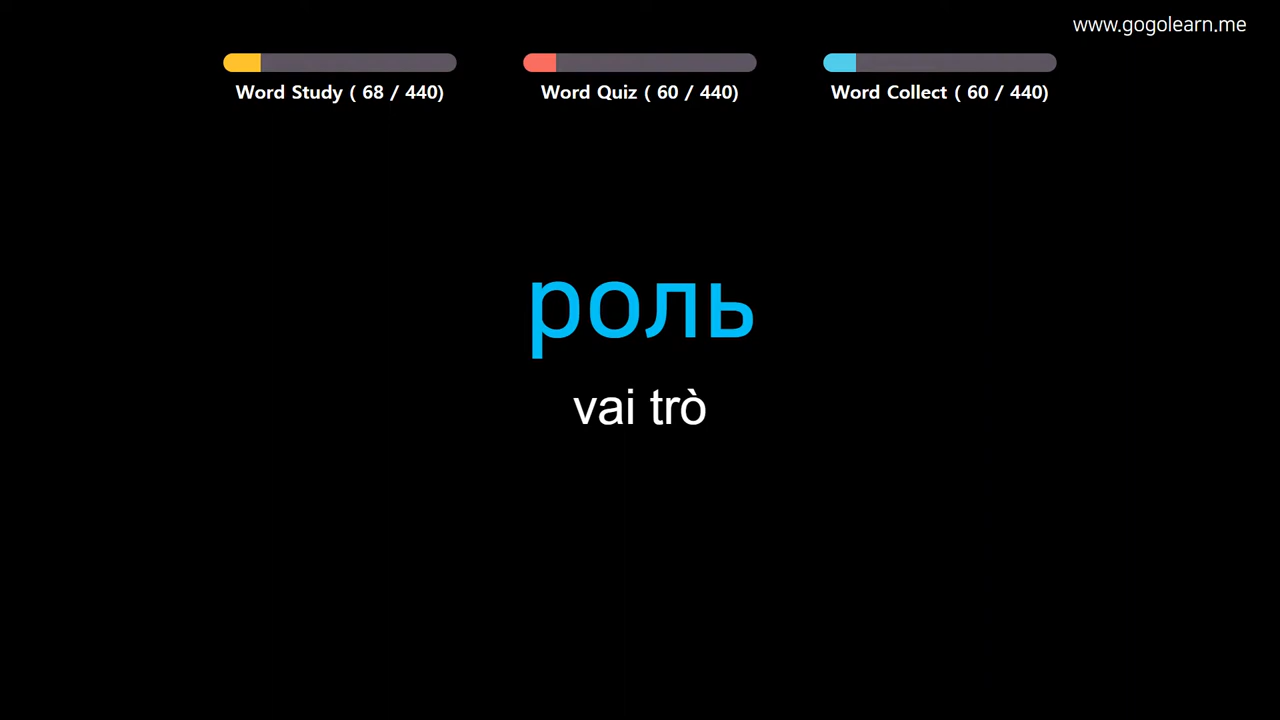 www.gogolearn.me
Word Study ( 68 / 440)
Word Quiz ( 60 / 440)
Word Collect ( 60 / 440)
роль
vai trò